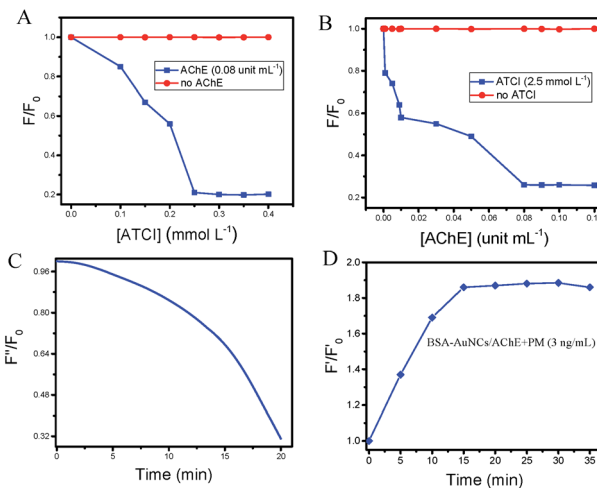 A
1.0
0.8
0.6
0.4
0.2
F/F0
AChE (0.08 unit mL-1)
no AChE
0.0 0.1 0.2 0.3 0.4
[ATCI] (mmol L-1)
B
1.0
0.8
0.6
0.4
0.2
F/F0
ATCI (2.5 mmol L-1)
no ATCI
0.00 0.02 0.04 0.06 0.08 0.10 0.12
[AChE] (unit mL-1)
C
0.96
0.80
0.64
0.48
0.32
F"/F0
0 5 10 15 20
Time (min)
D
2.0
1.8
1.6
1.4
1.2
1.0
F'/F'0
BSA-AuNCs/AChE+PM (3 ng/mL)
0 5 10 15 20 25 30 35
Time (min)